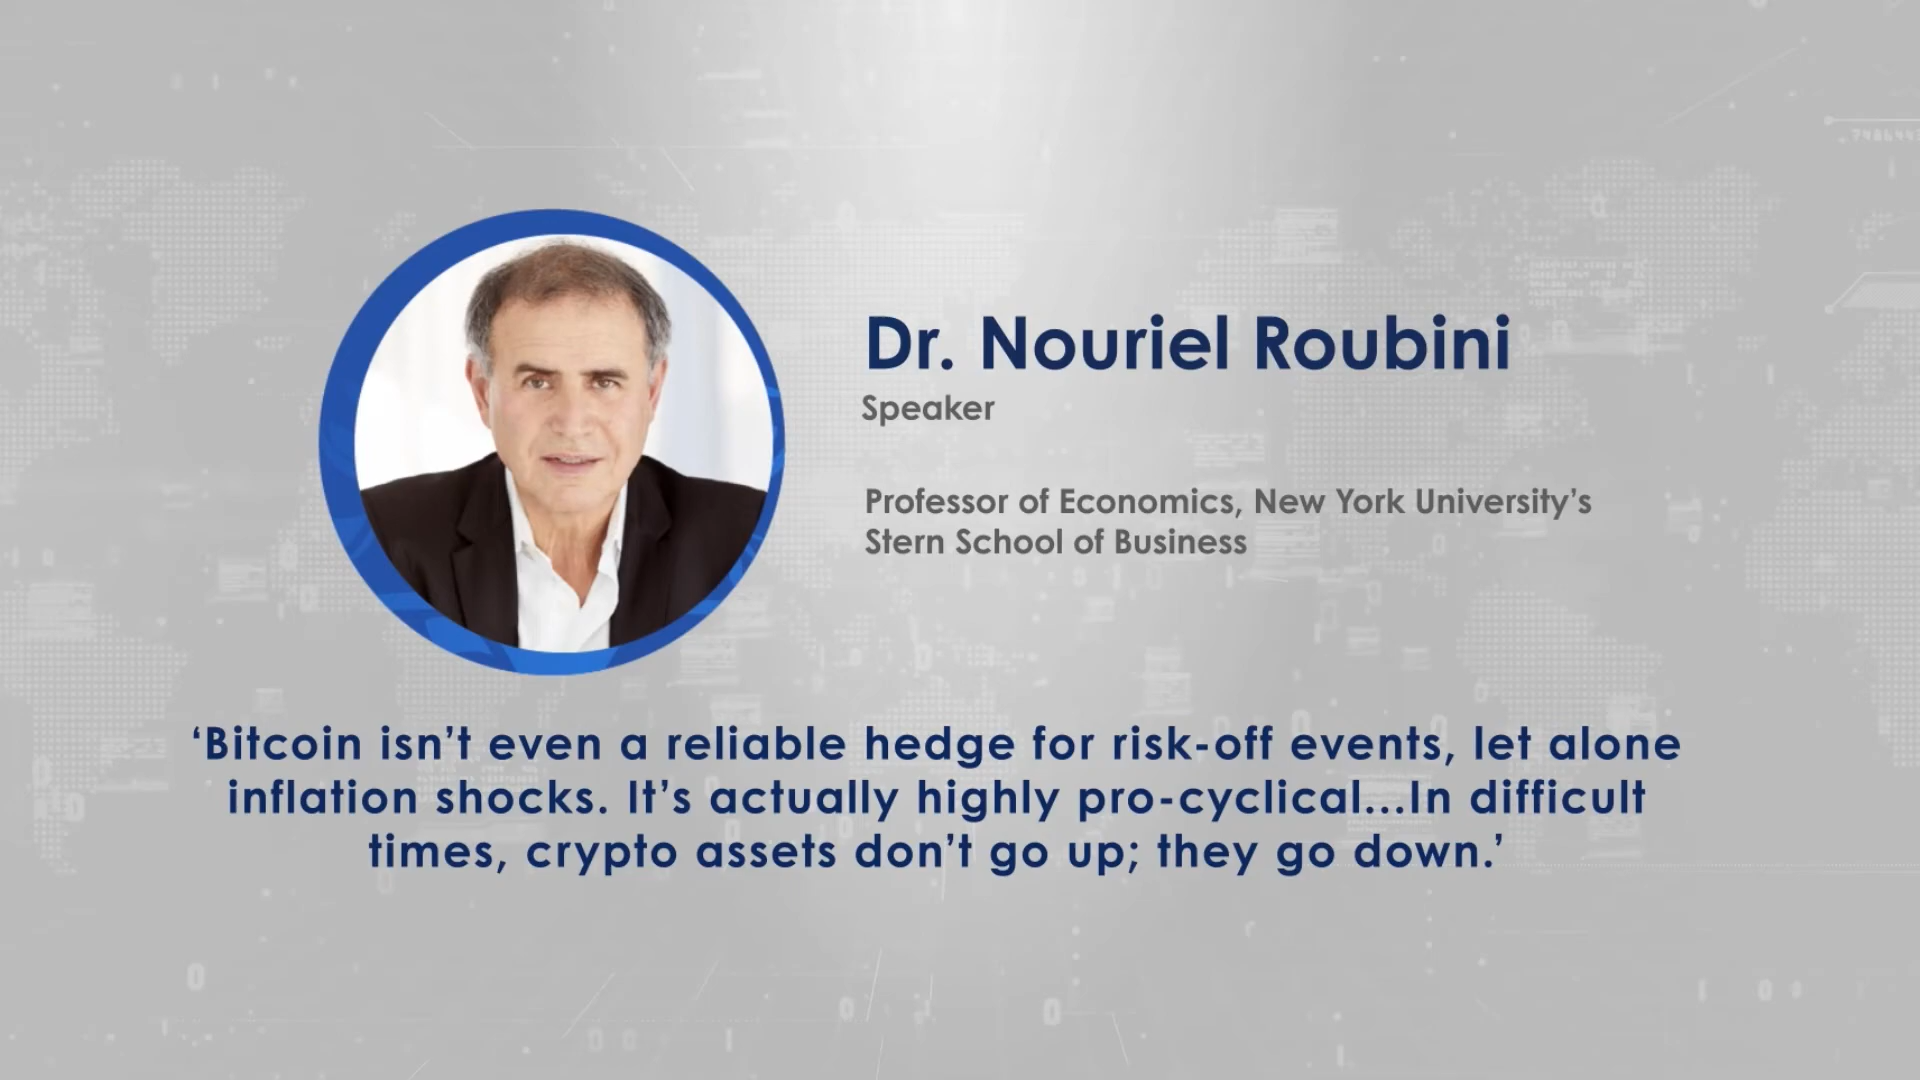 Dr. Nouriel Roubini
Speaker
Professor of Economics, New York University’s
Stern School of Business
‘Bitcoin isn’t even a reliable hedge for risk-off events, let alone
inflation shocks. It’s actually highly pro-cyclical...In difficult
times, crypto assets don’t go up; they go down.’